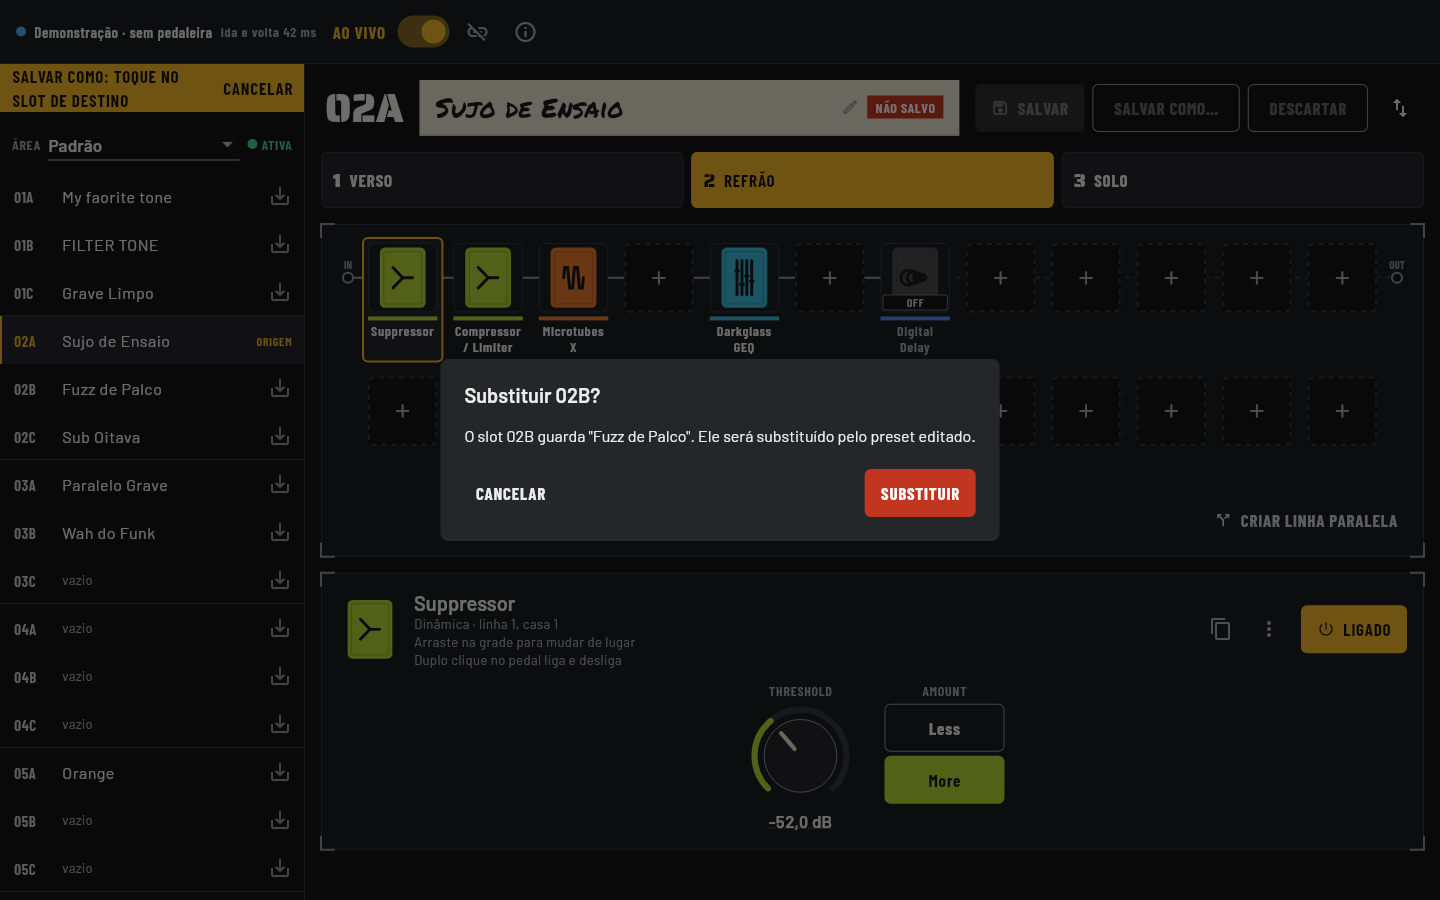 Demonstração · sem pedaleira Ida e volta 42 ms AO VIVO
SALVAR COMO: TOQUE NO
SLOT DE DESTINO
CANCELAR
ÁREA Padrão ATIVA
01A My faorite tone
01B FILTER TONE
01C Grave Limpo
02A Sujo de Ensaio ORIGEM
02B Fuzz de Palco
02C Sub Oitava
03A Paralelo Grave
03B Wah do Funk
03C vazio
04A vazio
04B vazio
04C vazio
05A Orange
05B vazio
05C vazio
02A Sujo de Ensaio NÃO SALVO SALVAR SALVAR COMO... DESCARTAR
1 VERSO 2 REFRÃO 3 SOLO
IN
OUT
OFF
Suppressor
Compressor
/ Limiter
Microtubes
X
Darkglass
GEQ
Digital
Delay
Substituir 02B?
O slot 02B guarda "Fuzz de Palco". Ele será substituído pelo preset editado.
CANCELAR SUBSTITUIR
CRIAR LINHA PARALELA
Suppressor
Dinâmica · linha 1, casa 1
Arraste na grade para mudar de lugar
Duplo clique no pedal liga e desliga
LIGADO
THRESHOLD
-52,0 dB
AMOUNT
Less
More